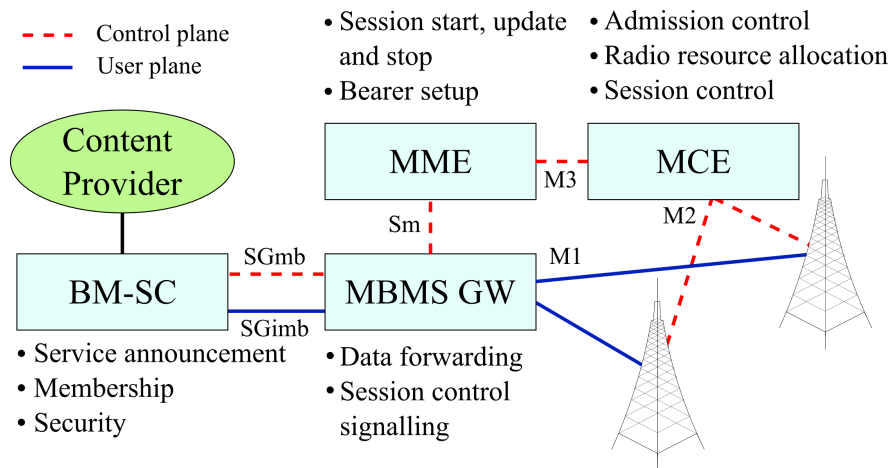 Control plane
User plane
• Session start, update
and stop
• Bearer setup
• Admission control
• Radio resource allocation
• Session control
Content
Provider
MME
M3
MCE
Sm
M2
BM-SC
SGmb
SGimb
MBMS GW
M1
• Service announcement
• Membership
• Security
• Data forwarding
• Session control
signalling